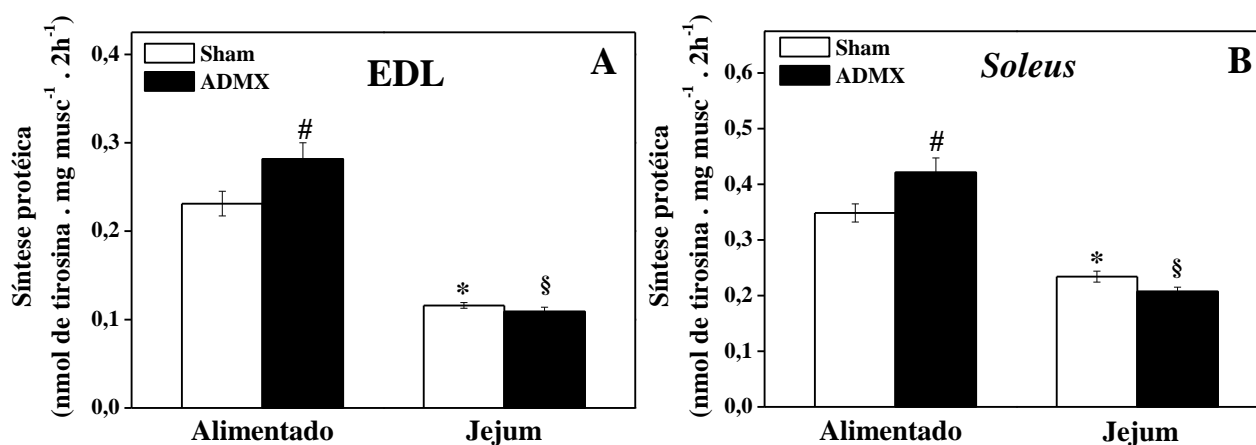 Sham
ADMX
EDL
A
Síntese protéica
(nmol de tirosina . mg musc⁻¹ . 2h⁻¹)
0,4
0,3
0,2
0,1
0,0
#
*
§
Alimentado
Jejum
Sham
ADMX
Soleus
B
Síntese protéica
(nmol de tirosina . mg musc⁻¹ . 2h⁻¹)
0,6
0,5
0,4
0,3
0,2
0,1
0,0
#
*
§
Alimentado
Jejum